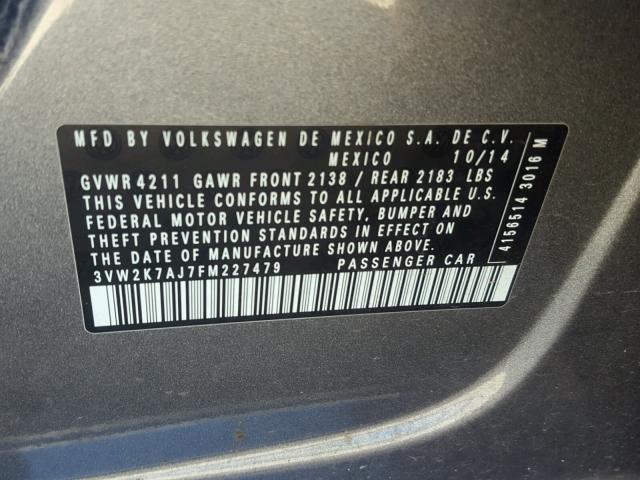 MFD BY VOLKSWAGEN DE MEXICO S.A. DE C.V.
MEXICO 10/14
GVWR 4211 GAWR FRONT 2138 / REAR 2183 LBS
THIS VEHICLE CONFORMS TO ALL APPLICABLE U.S.
FEDERAL MOTOR VEHICLE SAFETY, BUMPER AND
THEFT PREVENTION STANDARDS IN EFFECT ON
THE DATE OF MANUFACTURE SHOWN ABOVE.
3VW2K7AJ7FM227479 PASSENGER CAR
4156514 3016 M